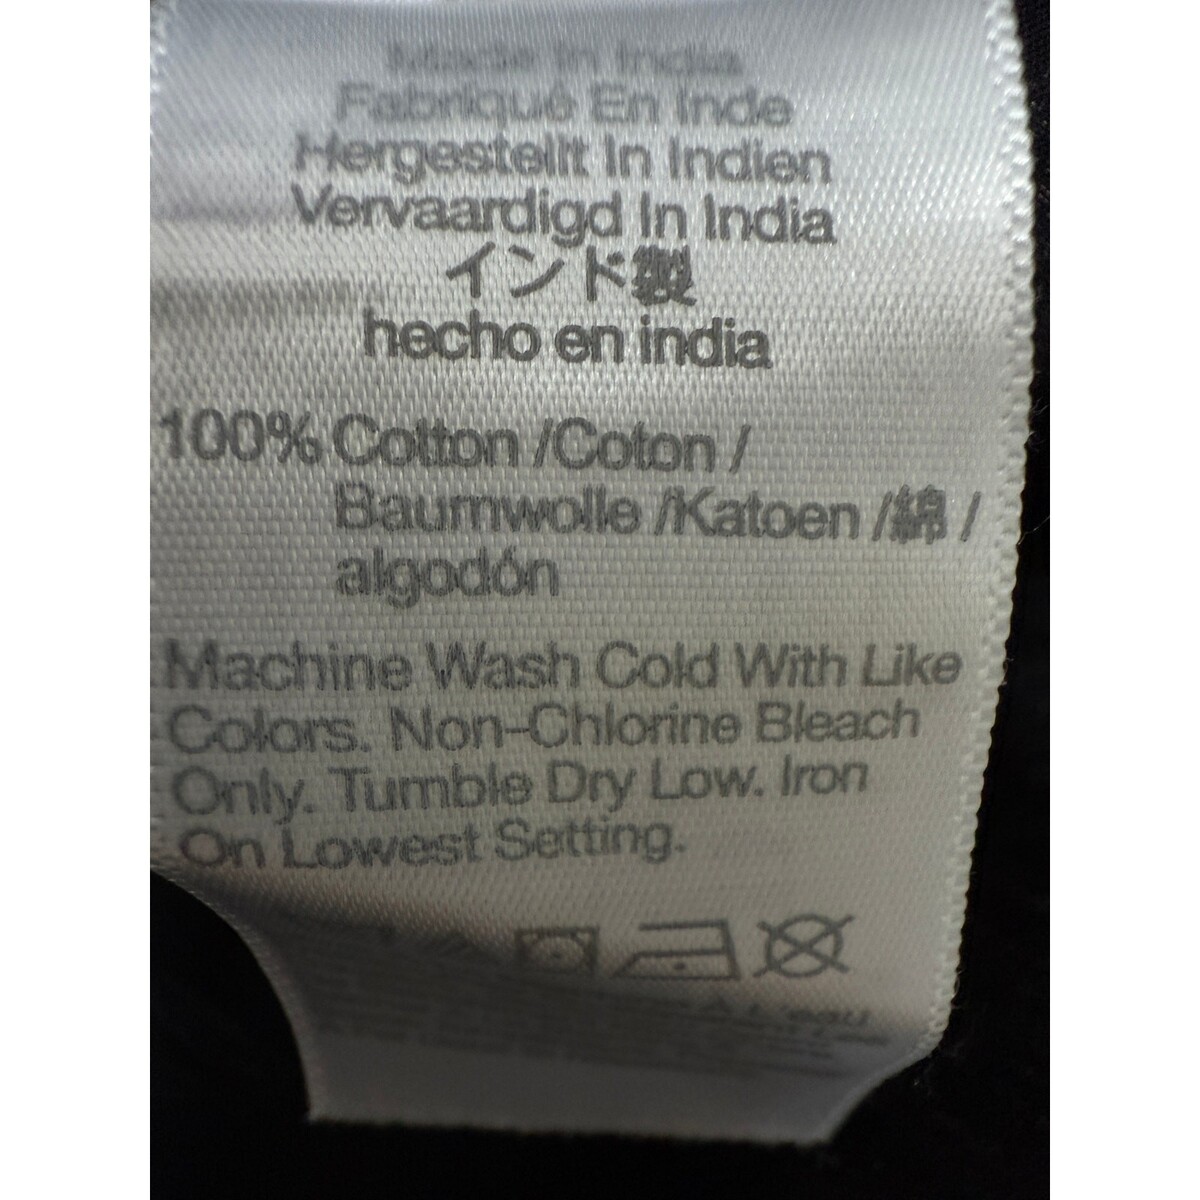 Made In India
Fabriqué En Inde
Hergestellt In Indien
Vervaardigd In India
インド製
hecho en india
100% Cotton /Coton /
Baumwolle /Katoen /綿 /
algodón
Machine Wash Cold With Like
Colors. Non-Chlorine Bleach
Only. Tumble Dry Low. Iron
On Lowest Setting.
À L'eau